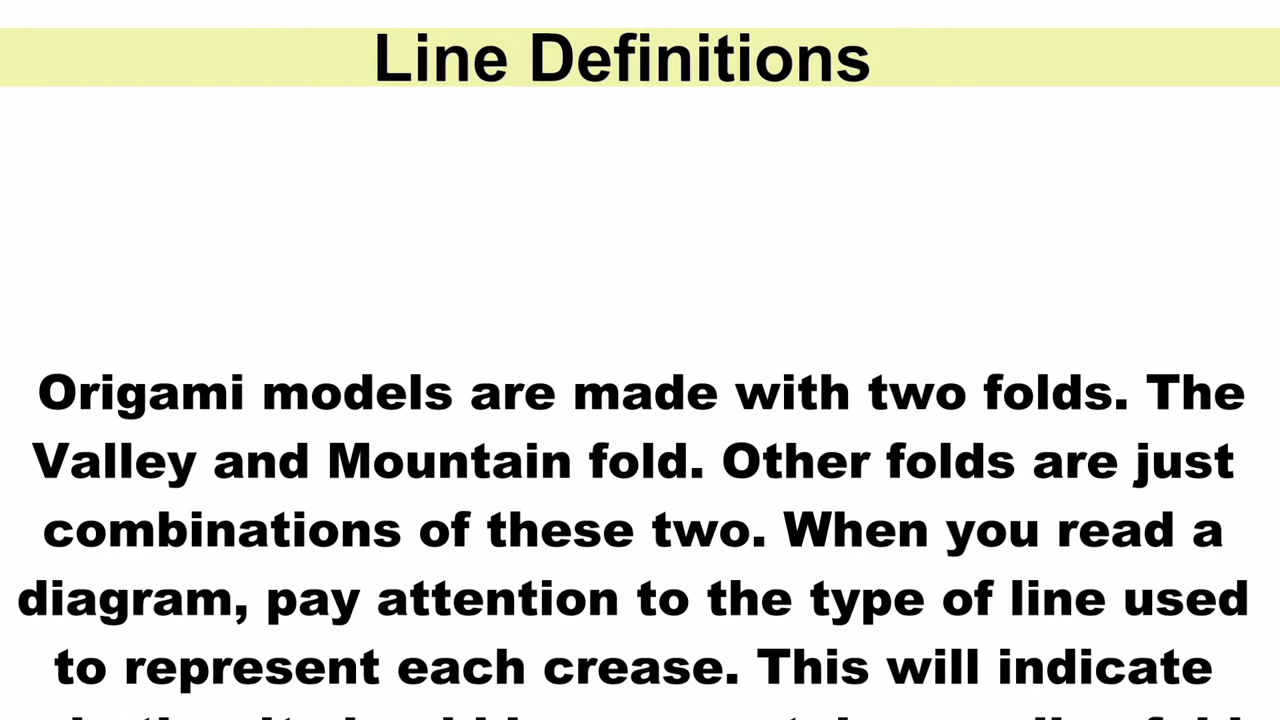 Line Definitions
Origami models are made with two folds. The
Valley and Mountain fold. Other folds are just
combinations of these two. When you read a
diagram, pay attention to the type of line used
to represent each crease. This will indicate